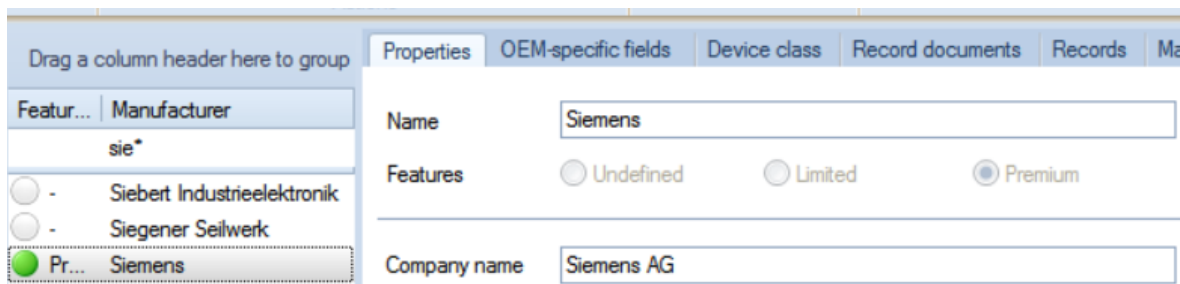 Drag a column header here to group
Featur... Manufacturer
sie*
- Siebert Industrieelektronik
- Siegener Seilwerk
Pr... Siemens
Properties OEM-specific fields Device class Record documents Records Ma
Name Siemens
Features Undefined Limited Premium
Company name Siemens AG